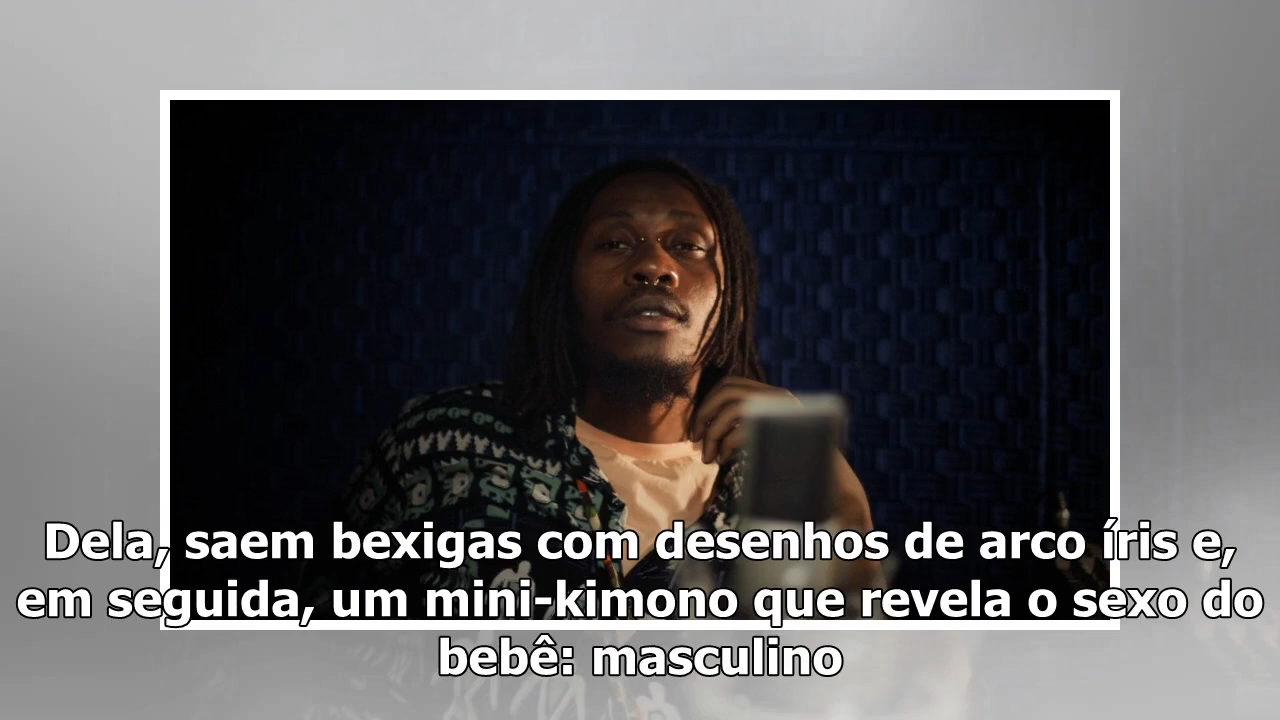 Dela, saem bexigas com desenhos de arco íris e,
em seguida, um mini-kimono que revela o sexo do
bebê: masculino